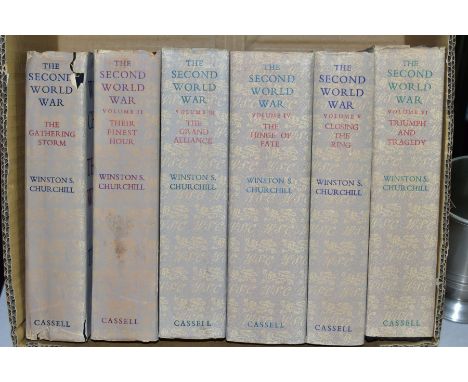 THE
SECOND
WORLD
WAR
THE
GATHERING
STORM
WINSTON S.
CHURCHILL
CASSELL
THE
SECOND
WORLD
WAR
VOLUME II
THEIR
FINEST
HOUR
WINSTON S.
CHURCHILL
CASSELL
THE
SECOND
WORLD
WAR
VOLUME III
THE
GRAND
ALLIANCE
WINSTON S.
CHURCHILL
CASSELL
THE
SECOND
WORLD
WAR
VOLUME IV
THE
HINGE OF
FATE
WINSTON S.
CHURCHILL
CASSELL
THE
SECOND
WORLD
WAR
VOLUME V
CLOSING
THE
RING
WINSTON S.
CHURCHILL
CASSELL
THE
SECOND
WORLD
WAR
VOLUME VI
TRIUMPH
AND
TRAGEDY
WINSTON S.
CHURCHILL
CASSELL